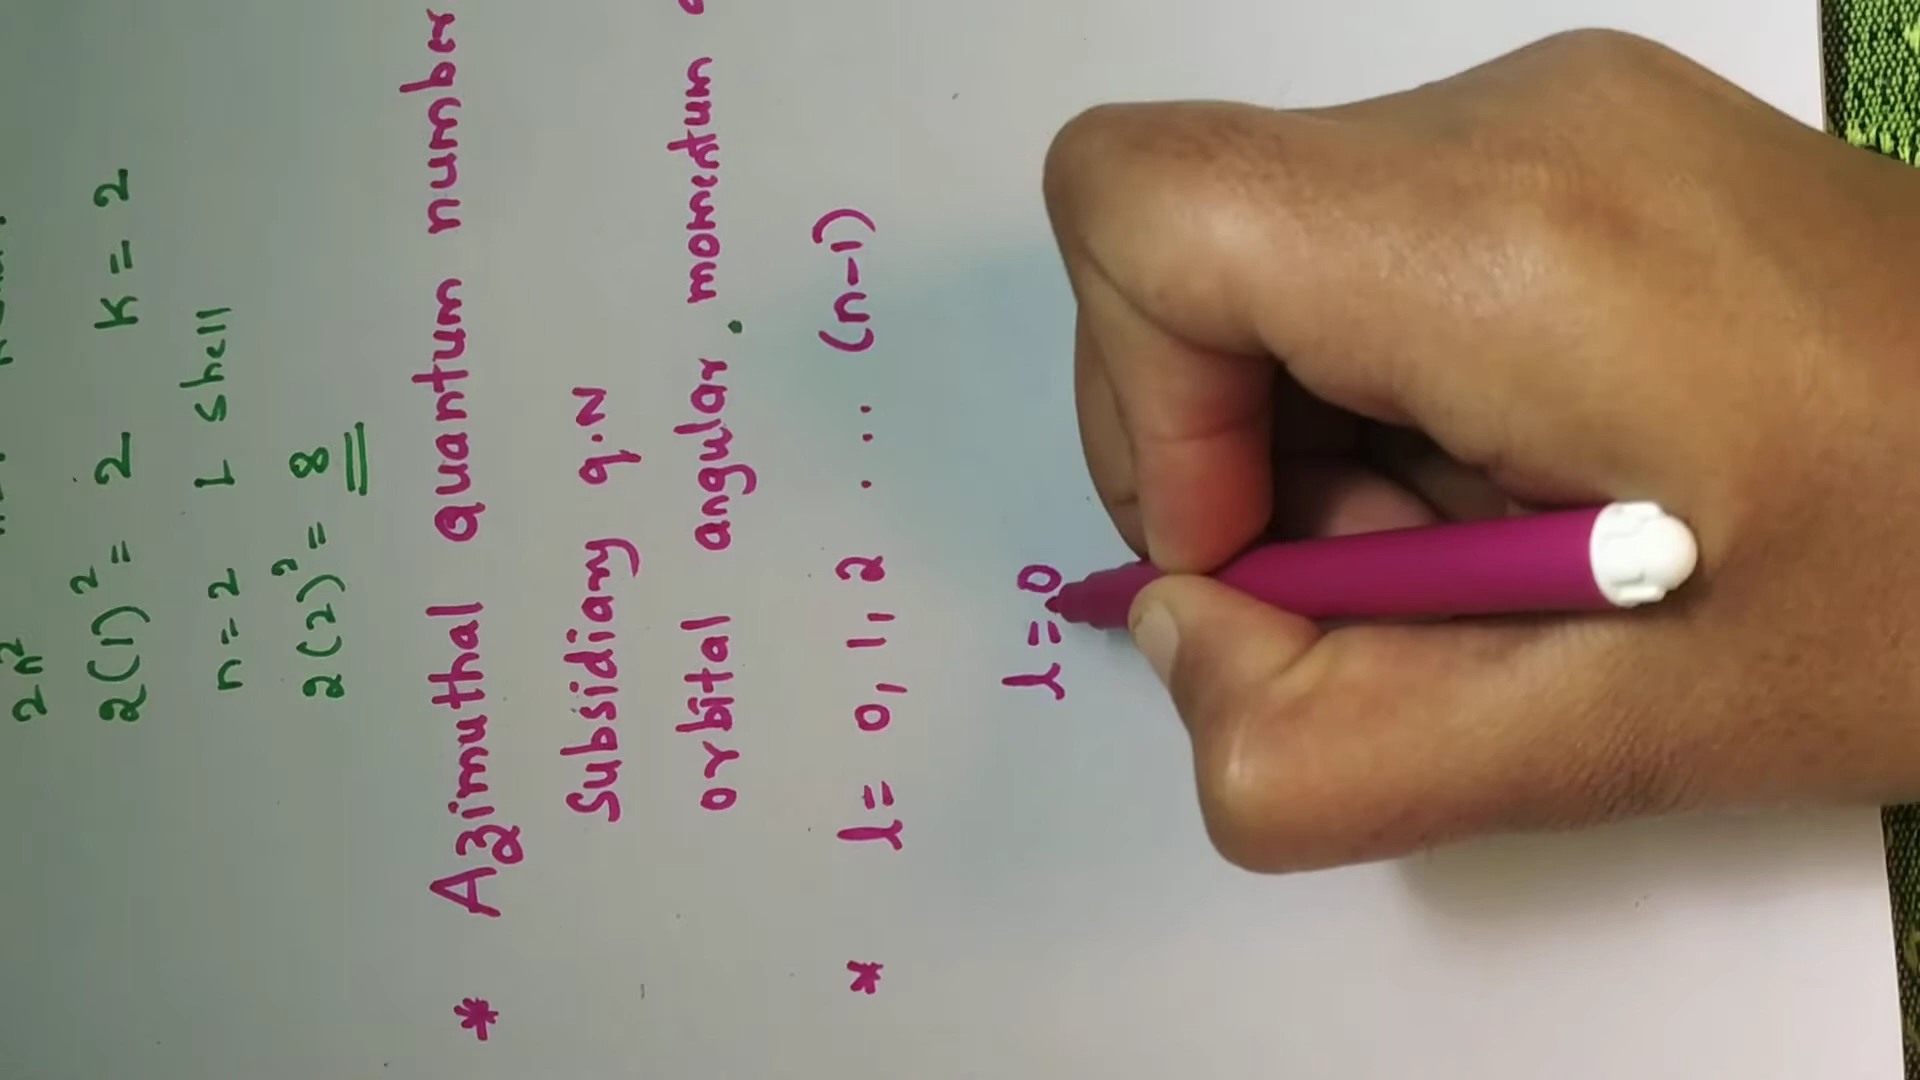 2n²
2(1)² = 2 K = 2
n = 2 L shell
2(2)² = 8
* Azimuthal quantum number
Subsidiary q.N
orbital angular momentum
* l = 0, 1, 2 .... (n-1)
l = 0